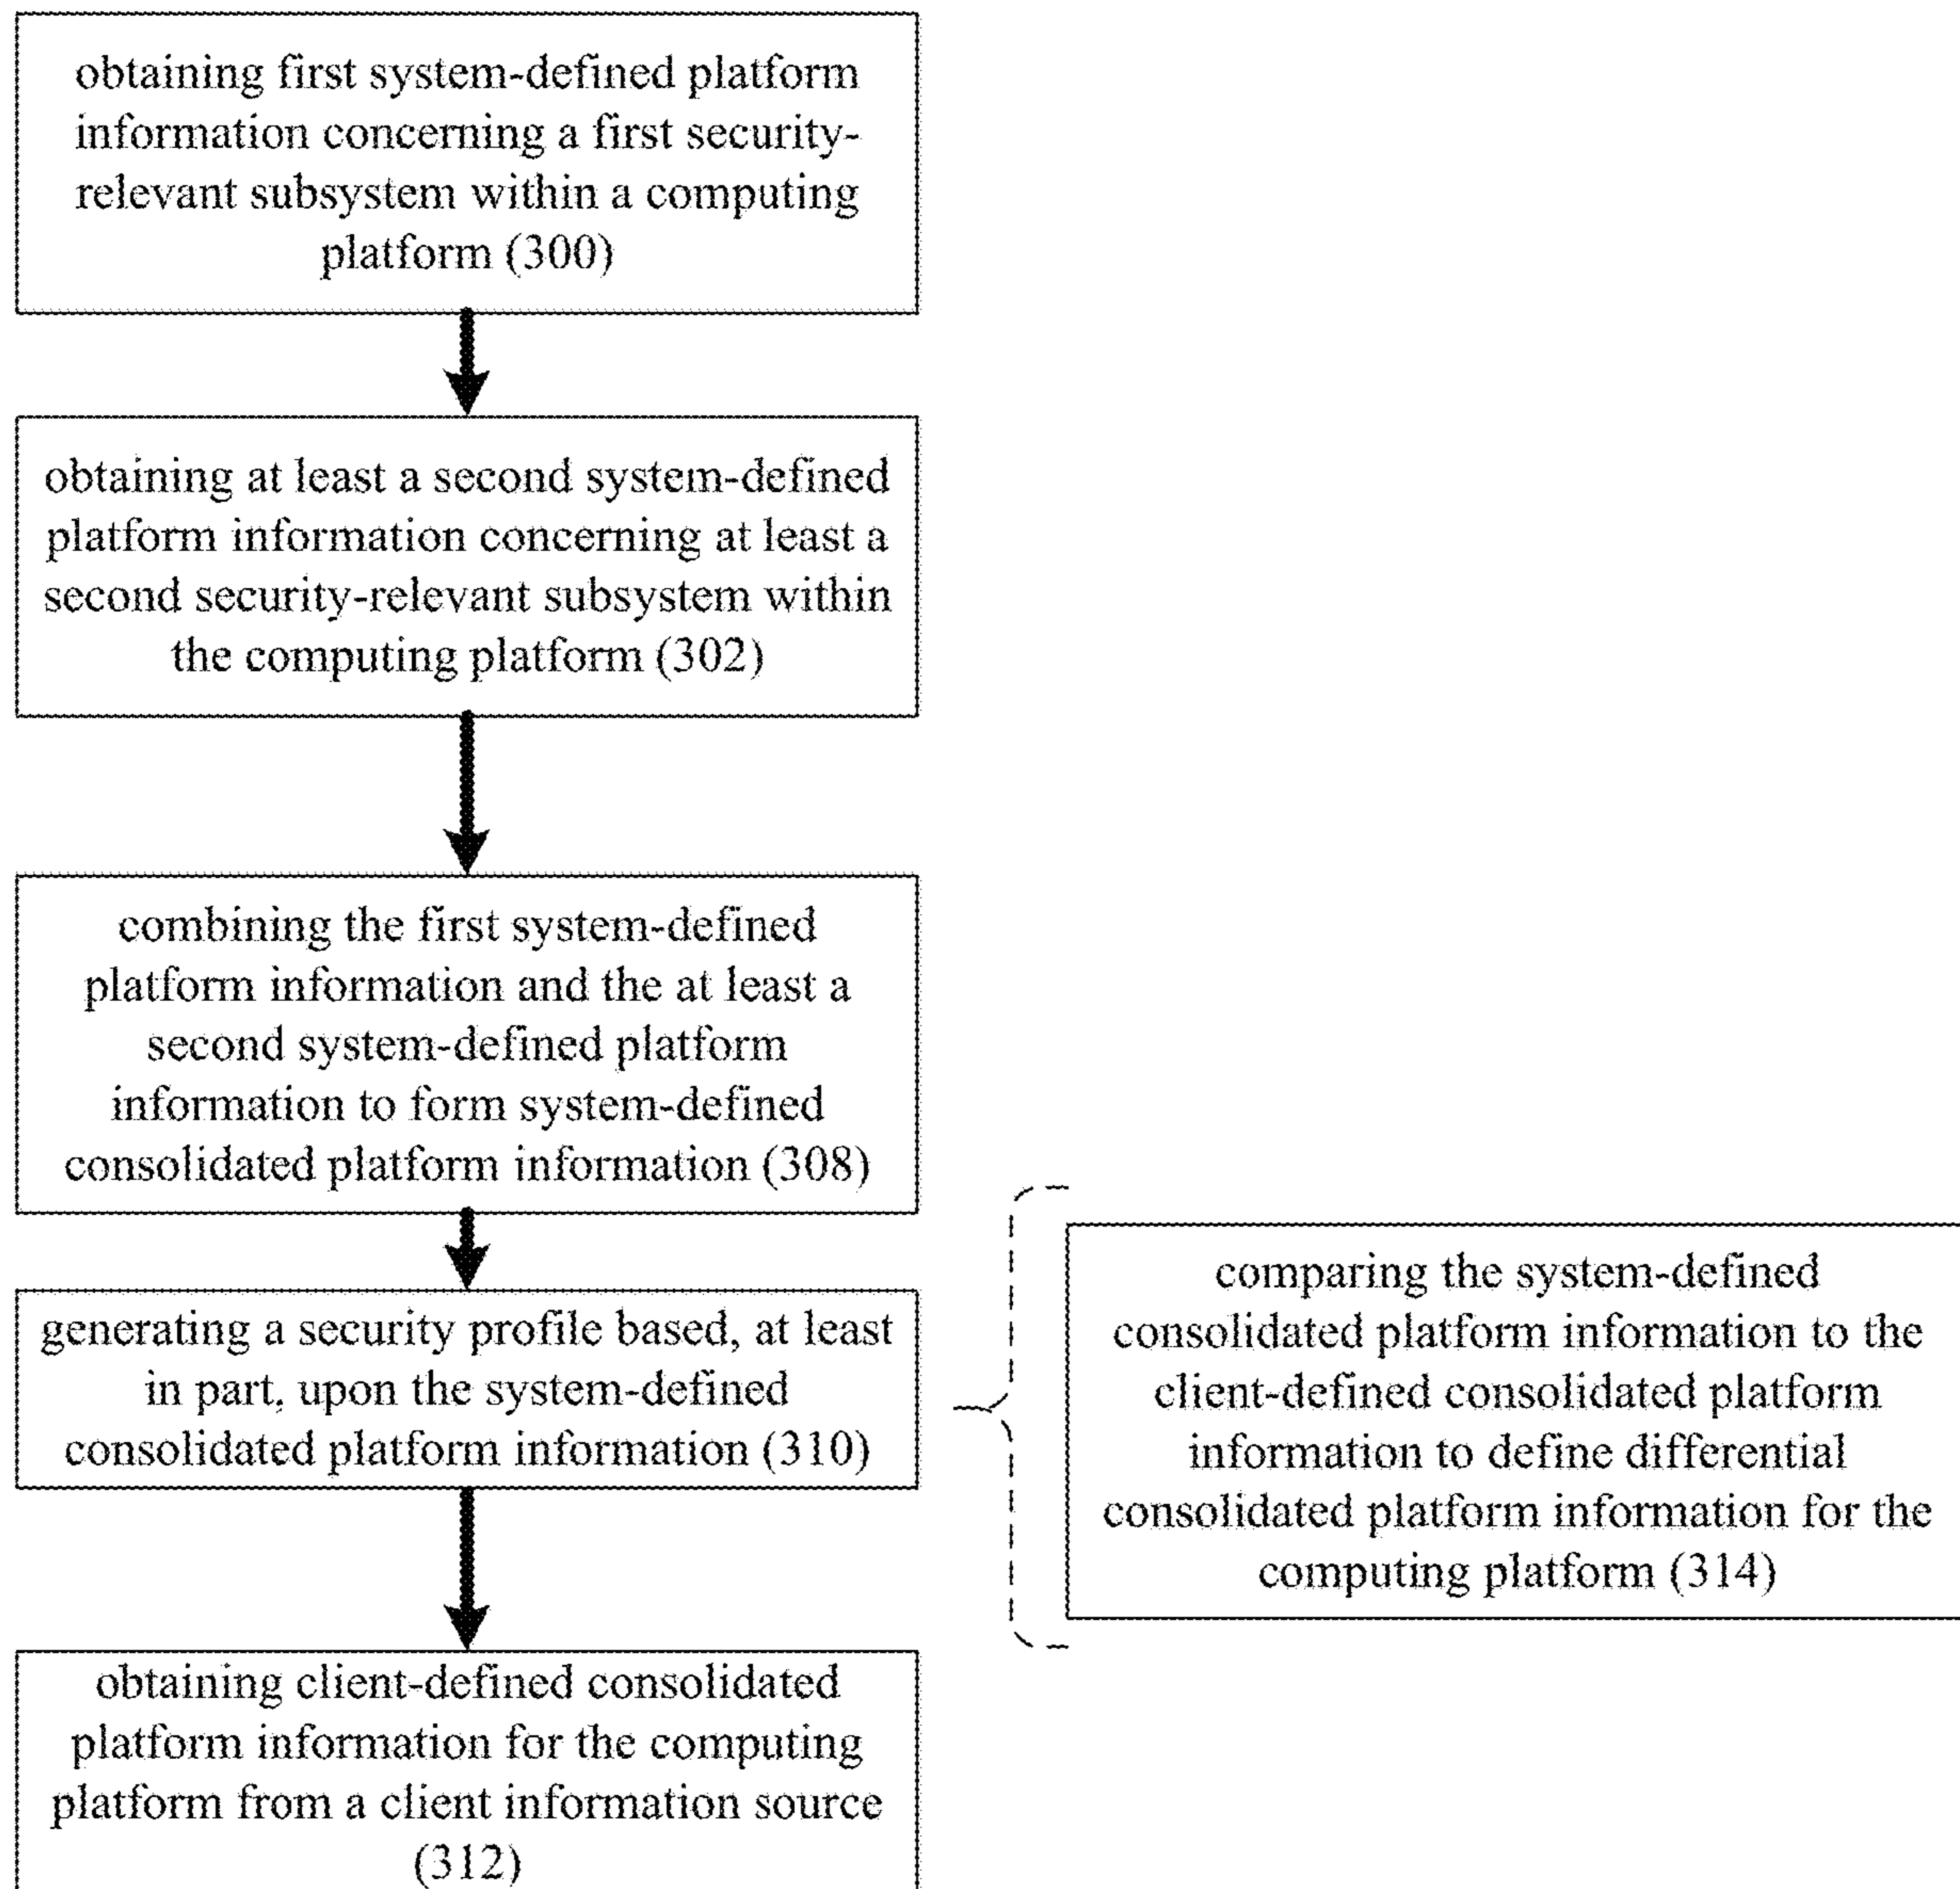 obtaining first system-defined platform
information concerning a first security-
relevant subsystem within a computing
platform (300)
obtaining at least a second system-defined
platform information concerning at least a
second security-relevant subsystem within
the computing platform (302)
combining the first system-defined
platform information and the at least a
second system-defined platform
information to form system-defined
consolidated platform information (308)
generating a security profile based, at least
in part, upon the system-defined
consolidated platform information (310)
comparing the system-defined
consolidated platform information to the
client-defined consolidated platform
information to define differential
consolidated platform information for the
computing platform (314)
obtaining client-defined consolidated
platform information for the computing
platform from a client information source
(312)